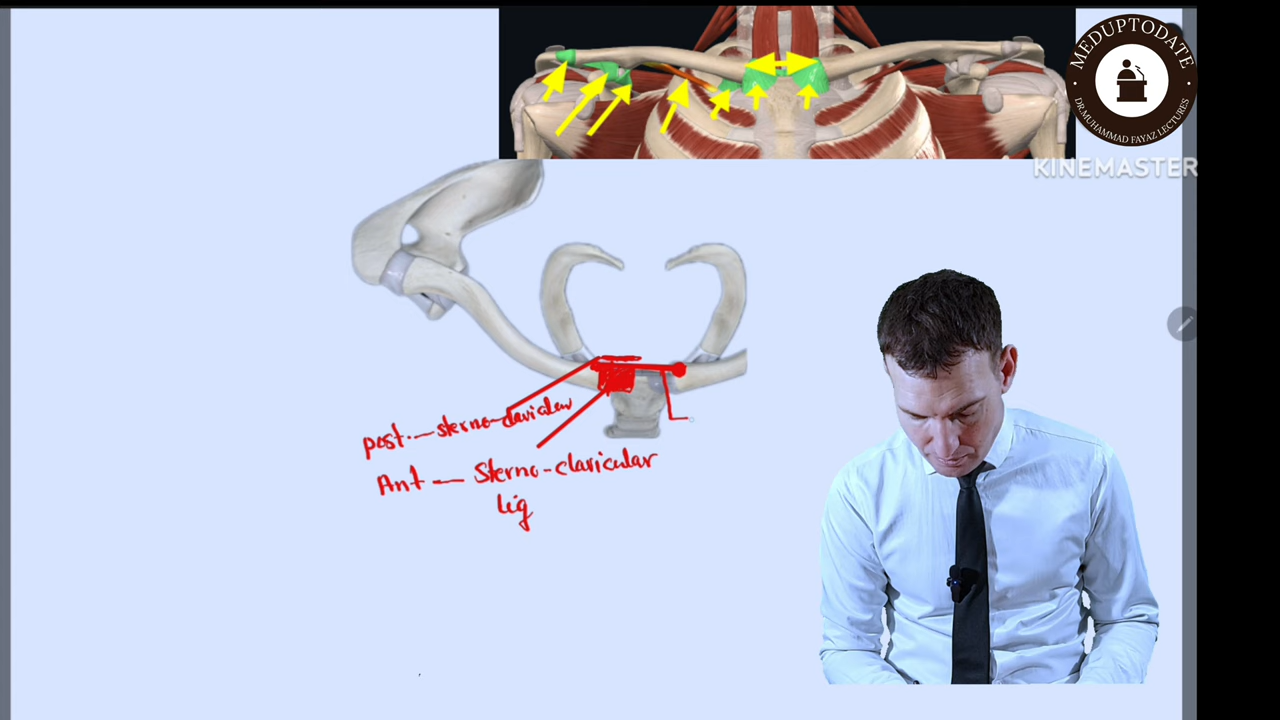 MEDUPTODATE
DR.MUHAMMAD FAYAZ LECTURES
KINEMASTER
post.—sterno-clavicular
Ant — Sterno-clavicular
lig